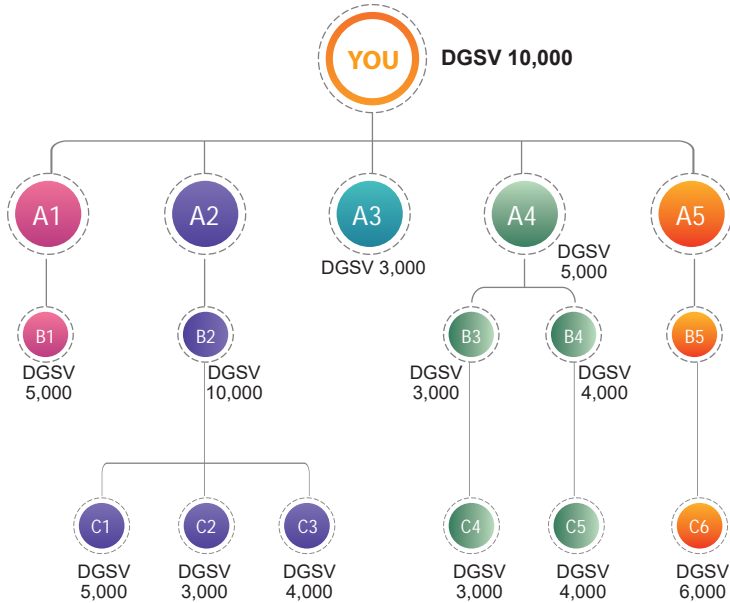 YOU
DGSV 10,000
A1
A2
A3
A4
A5
DGSV 3,000
DGSV
5,000
B1
B2
B3
B4
B5
DGSV
5,000
DGSV
10,000
DGSV
3,000
DGSV
4,000
C1
C2
C3
C4
C5
C6
DGSV
5,000
DGSV
3,000
DGSV
4,000
DGSV
3,000
DGSV
4,000
DGSV
6,000